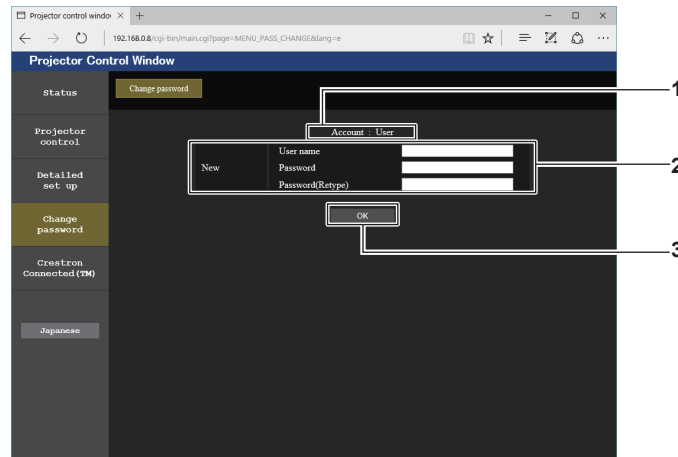 Projector control windov
192.168.0.8/cgi-bin/main.cgi?page=MENU_PASS_CHANGE&lang=e
Projector Control Window
Status
Change password
1
Projector
control
Account : User
User name
New
Password
2
Password(Retype)
Detailed
set up
Change
password
OK
3
Crestron
Connected(TM)
Japanese